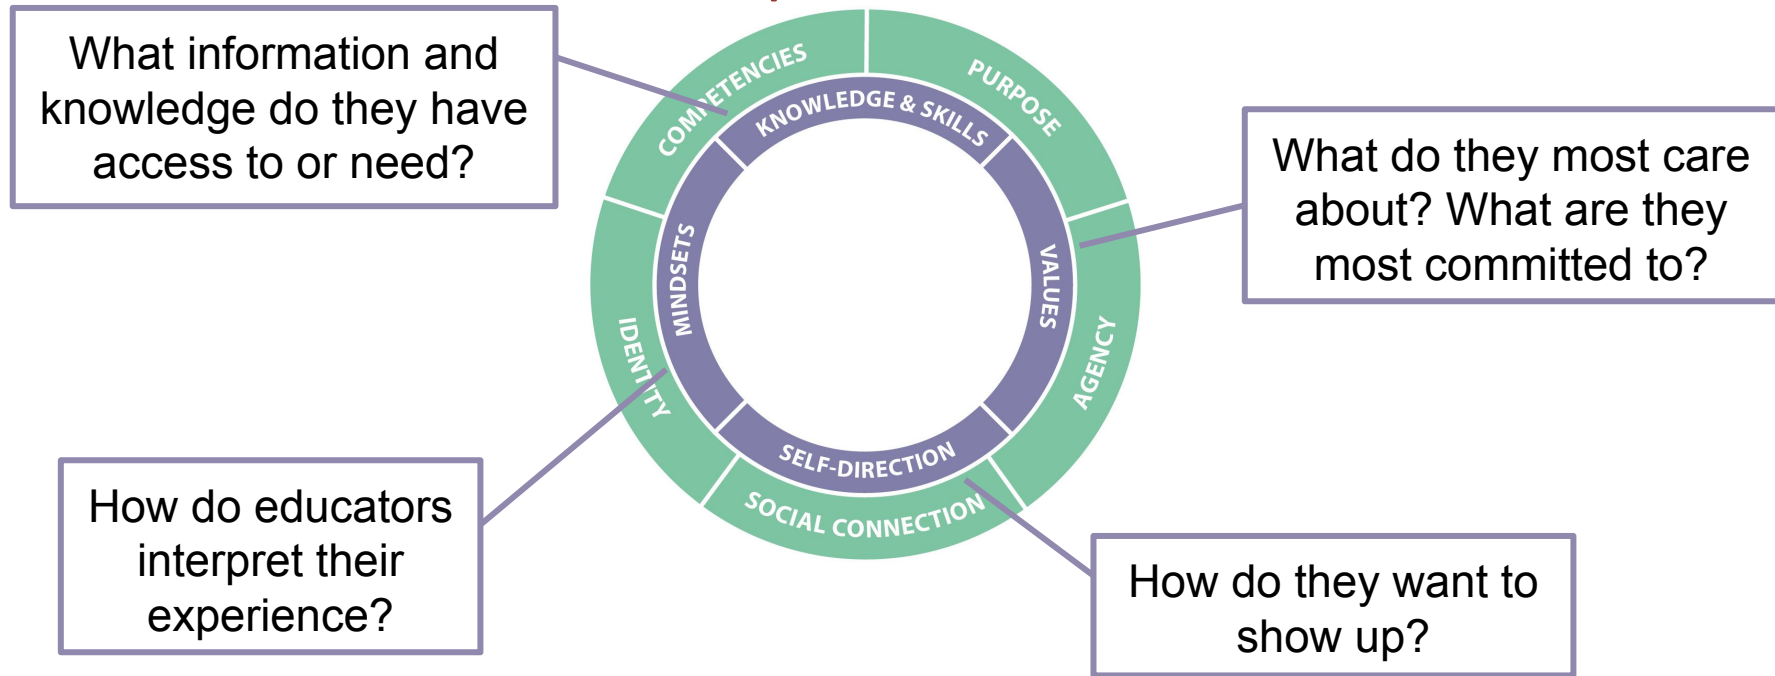 What information and
knowledge do they have
access to or need?
COMPETENCIES
PURPOSE
KNOWLEDGE & SKILLS
What do they most care
about? What are they
most committed to?
MINDSETS
VALUES
IDENTITY
AGENCY
SELF-DIRECTION
SOCIAL CONNECTION
How do educators
interpret their
experience?
How do they want to
show up?